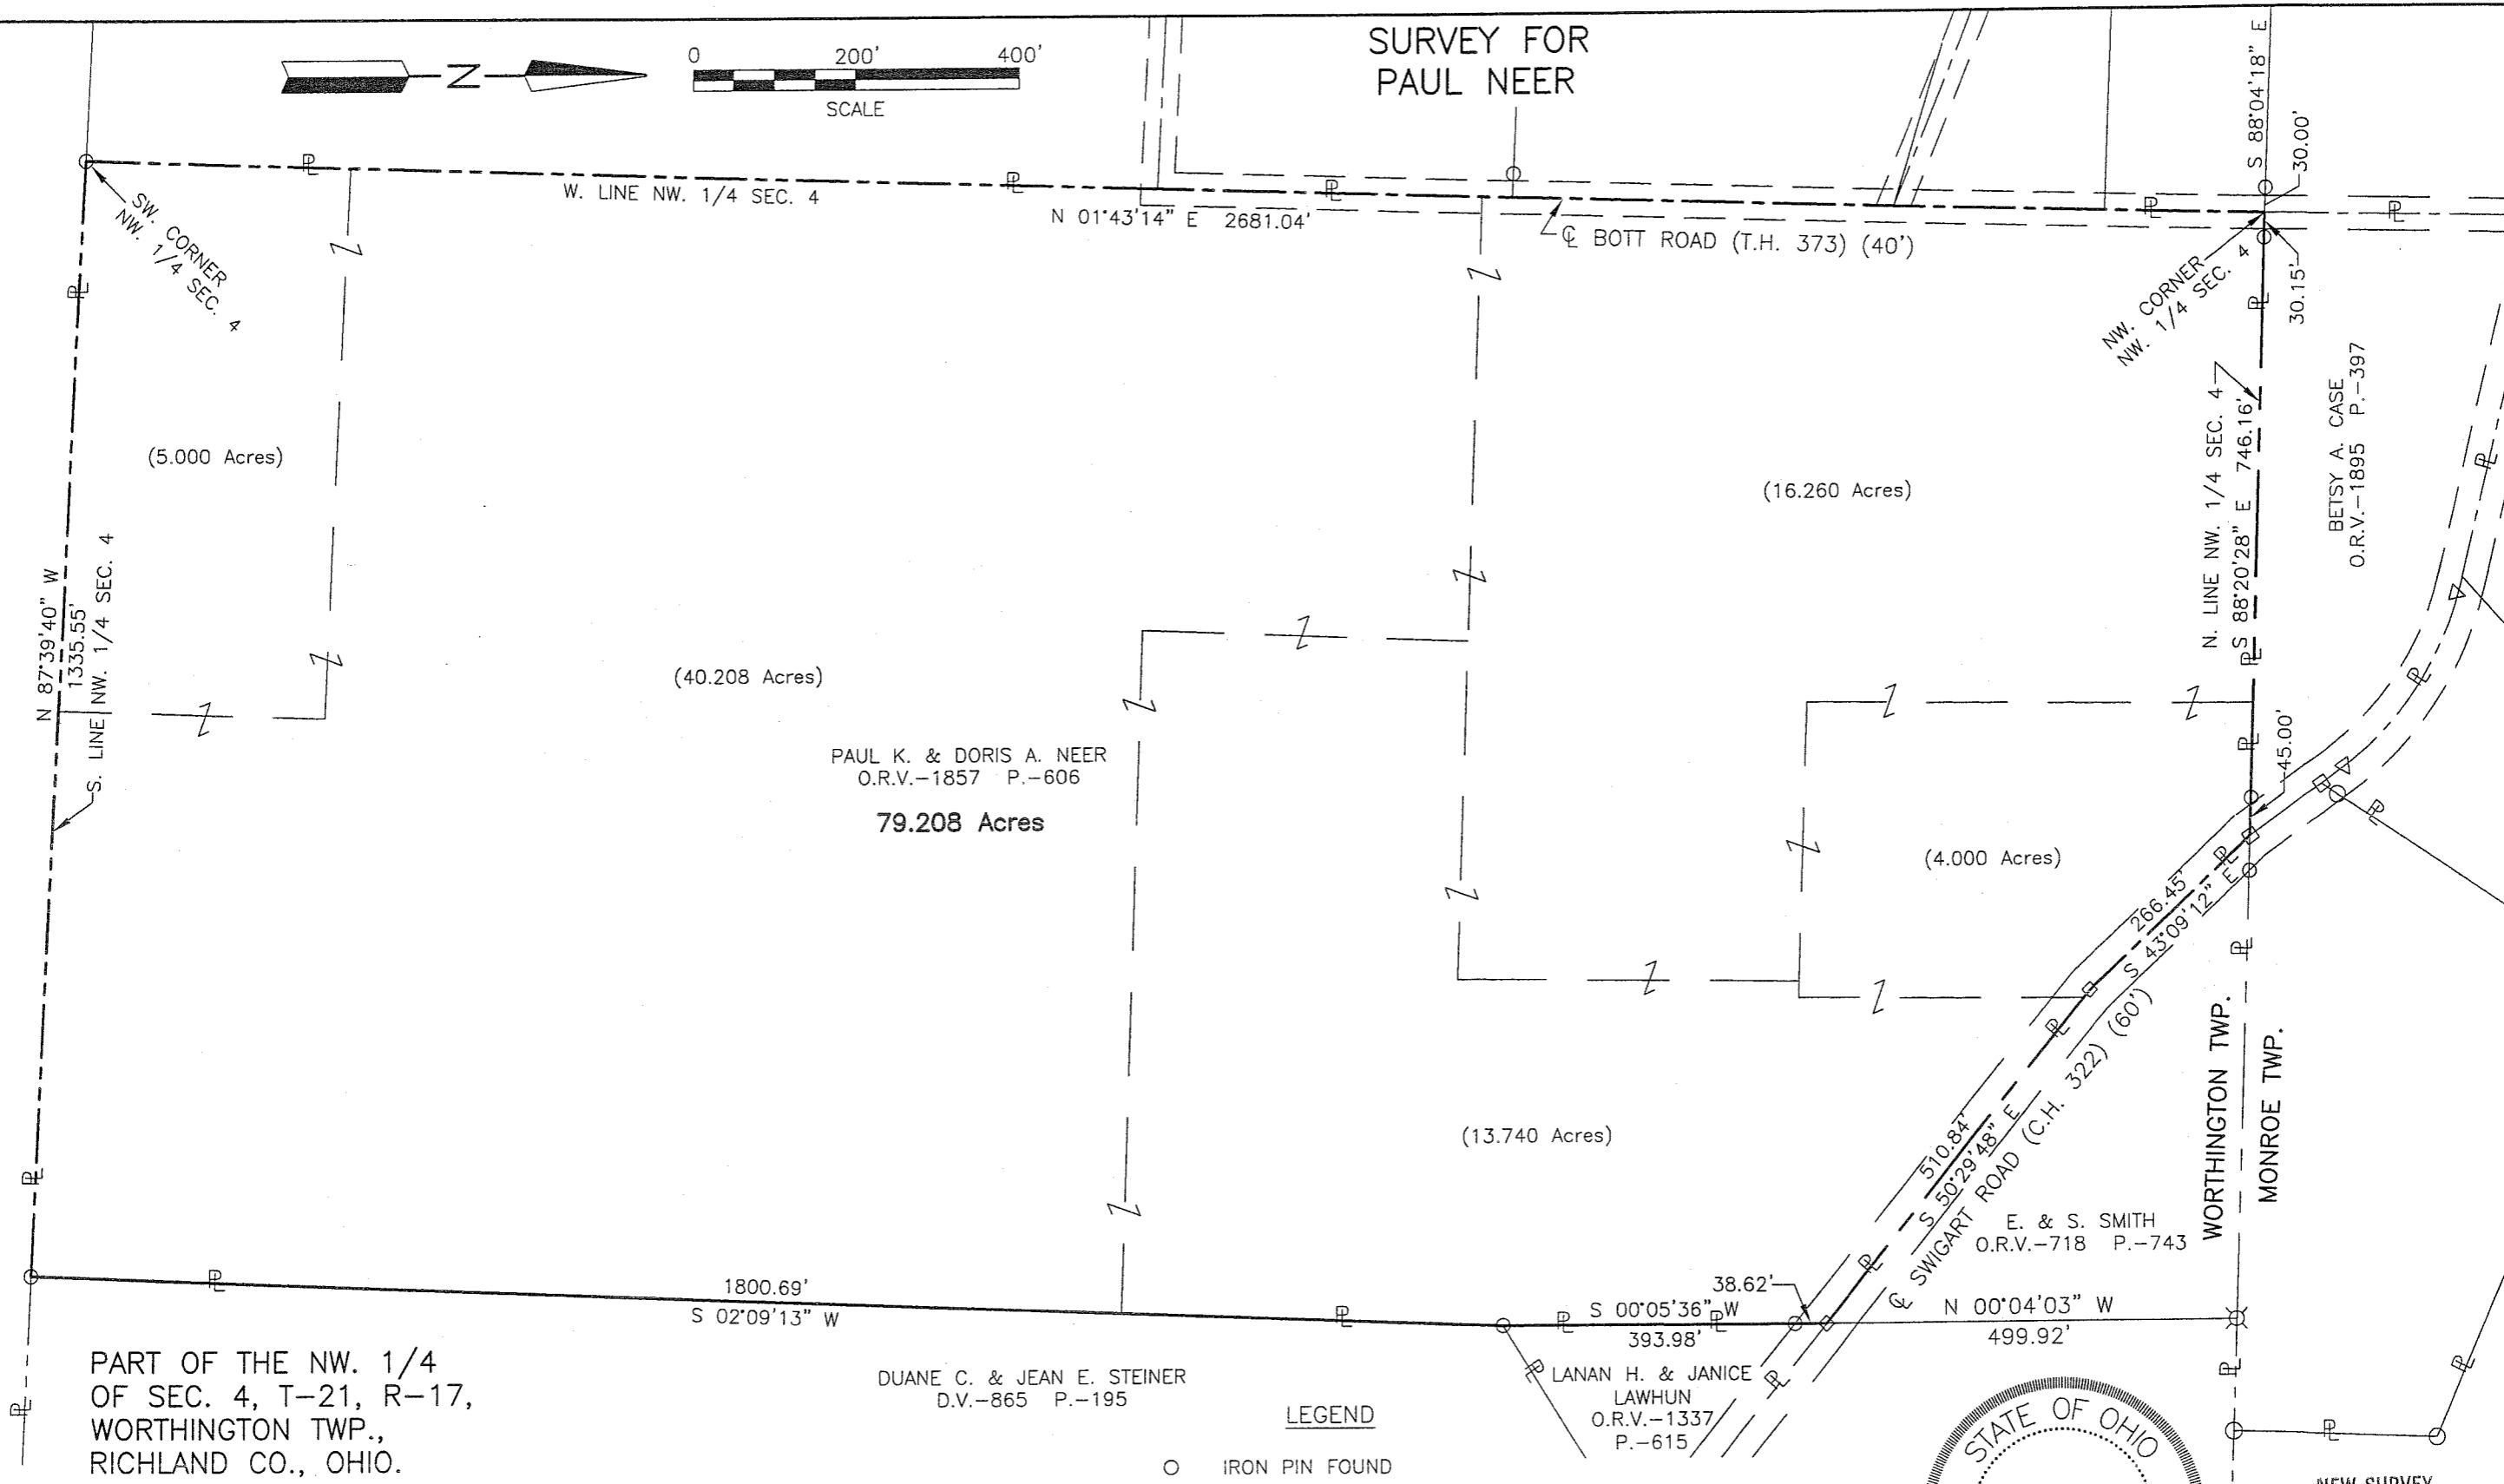 SURVEY FOR
PAUL NEER
N
0 200' 400'
SCALE
SW. CORNER
NW. 1/4 SEC. 4
W. LINE NW. 1/4 SEC. 4
N 01°43'14" E 2681.04'
℄ BOTT ROAD (T.H. 373) (40')
S 88°04'18" E
30.00'
NW. CORNER
NW. 1/4 SEC. 4
30.15'
N. LINE NW. 1/4 SEC. 4
S 88°20'28" E 746.16'
BETSY A. CASE
O.R.V.-1895 P.-397
(5.000 Acres)
(16.260 Acres)
N 87°39'40" W
1335.55'
S. LINE NW. 1/4 SEC. 4
(40.208 Acres)
PAUL K. & DORIS A. NEER
O.R.V.-1857 P.-606
79.208 Acres
(4.000 Acres)
45.00'
266.45'
S 43°09'12" E
(13.740 Acres)
510.84'
S 50°29'48" E
℄ SWIGART ROAD (C.H. 322) (60')
WORTHINGTON TWP.
MONROE TWP.
E. & S. SMITH
O.R.V.-718 P.-743
1800.69'
S 02°09'13" W
38.62'
S 00°05'36" W
393.98'
N 00°04'03" W
499.92'
PART OF THE NW. 1/4
OF SEC. 4, T-21, R-17,
WORTHINGTON TWP.,
RICHLAND CO., OHIO.
DUANE C. & JEAN E. STEINER
D.V.-865 P.-195
LANAN H. & JANICE
LAWHUN
O.R.V.-1337
P.-615
LEGEND
IRON PIN FOUND
STATE OF OHIO
NEW SURVEY